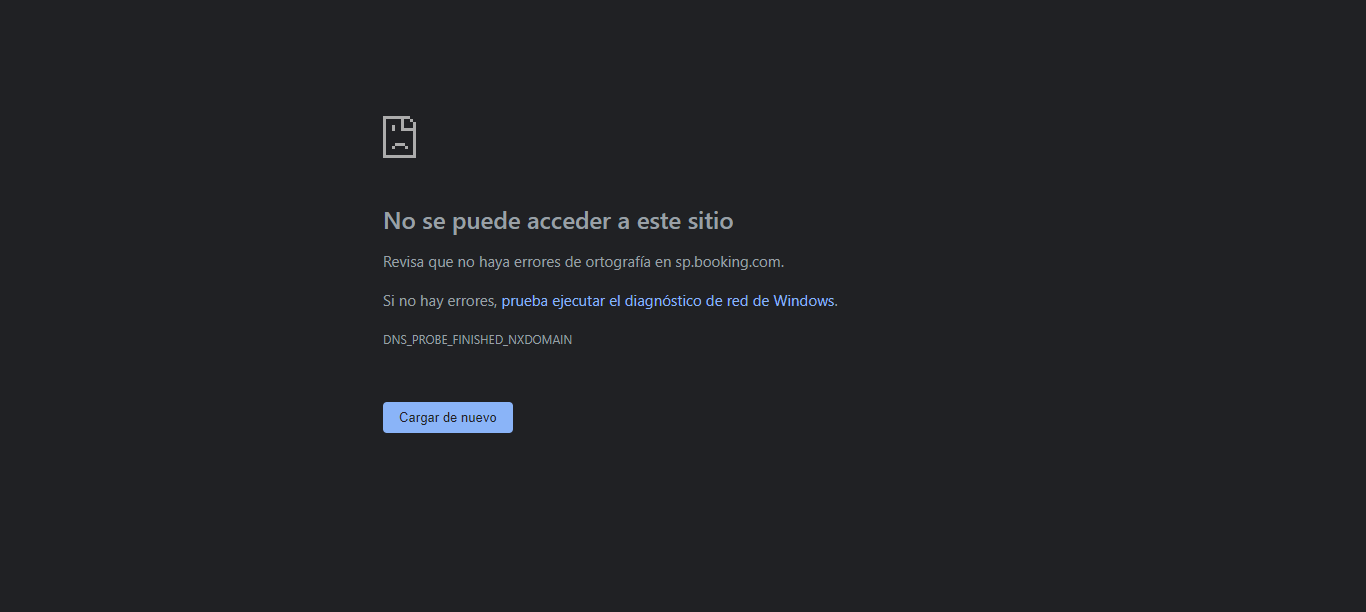 No se puede acceder a este sitio
Revisa que no haya errores de ortografía en sp.booking.com.
Si no hay errores, prueba ejecutar el diagnóstico de red de Windows.
DNS_PROBE_FINISHED_NXDOMAIN
Cargar de nuevo